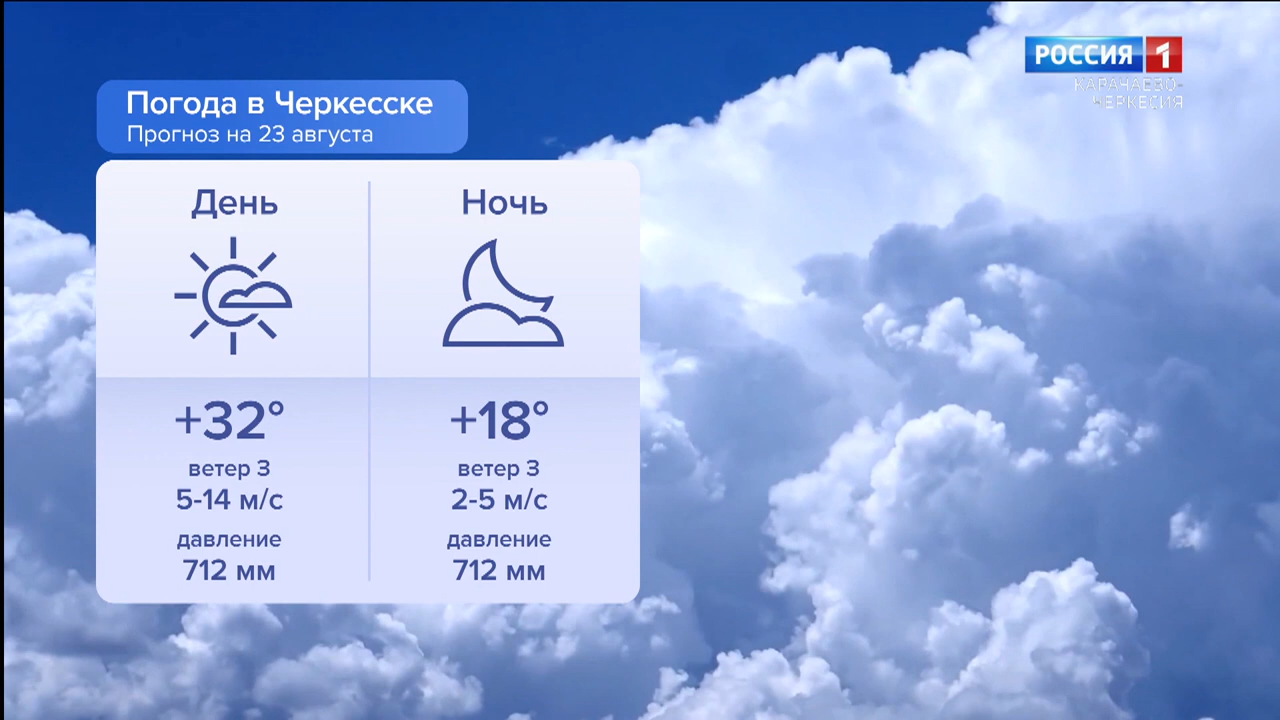 РОССИЯ 1
КАРАЧАЕВО-
ЧЕРКЕСИЯ
Погода в Черкесске
Прогноз на 23 августа
День
Ночь
+32°
+18°
ветер З
ветер З
5-14 м/с
2-5 м/с
давление
давление
712 мм
712 мм